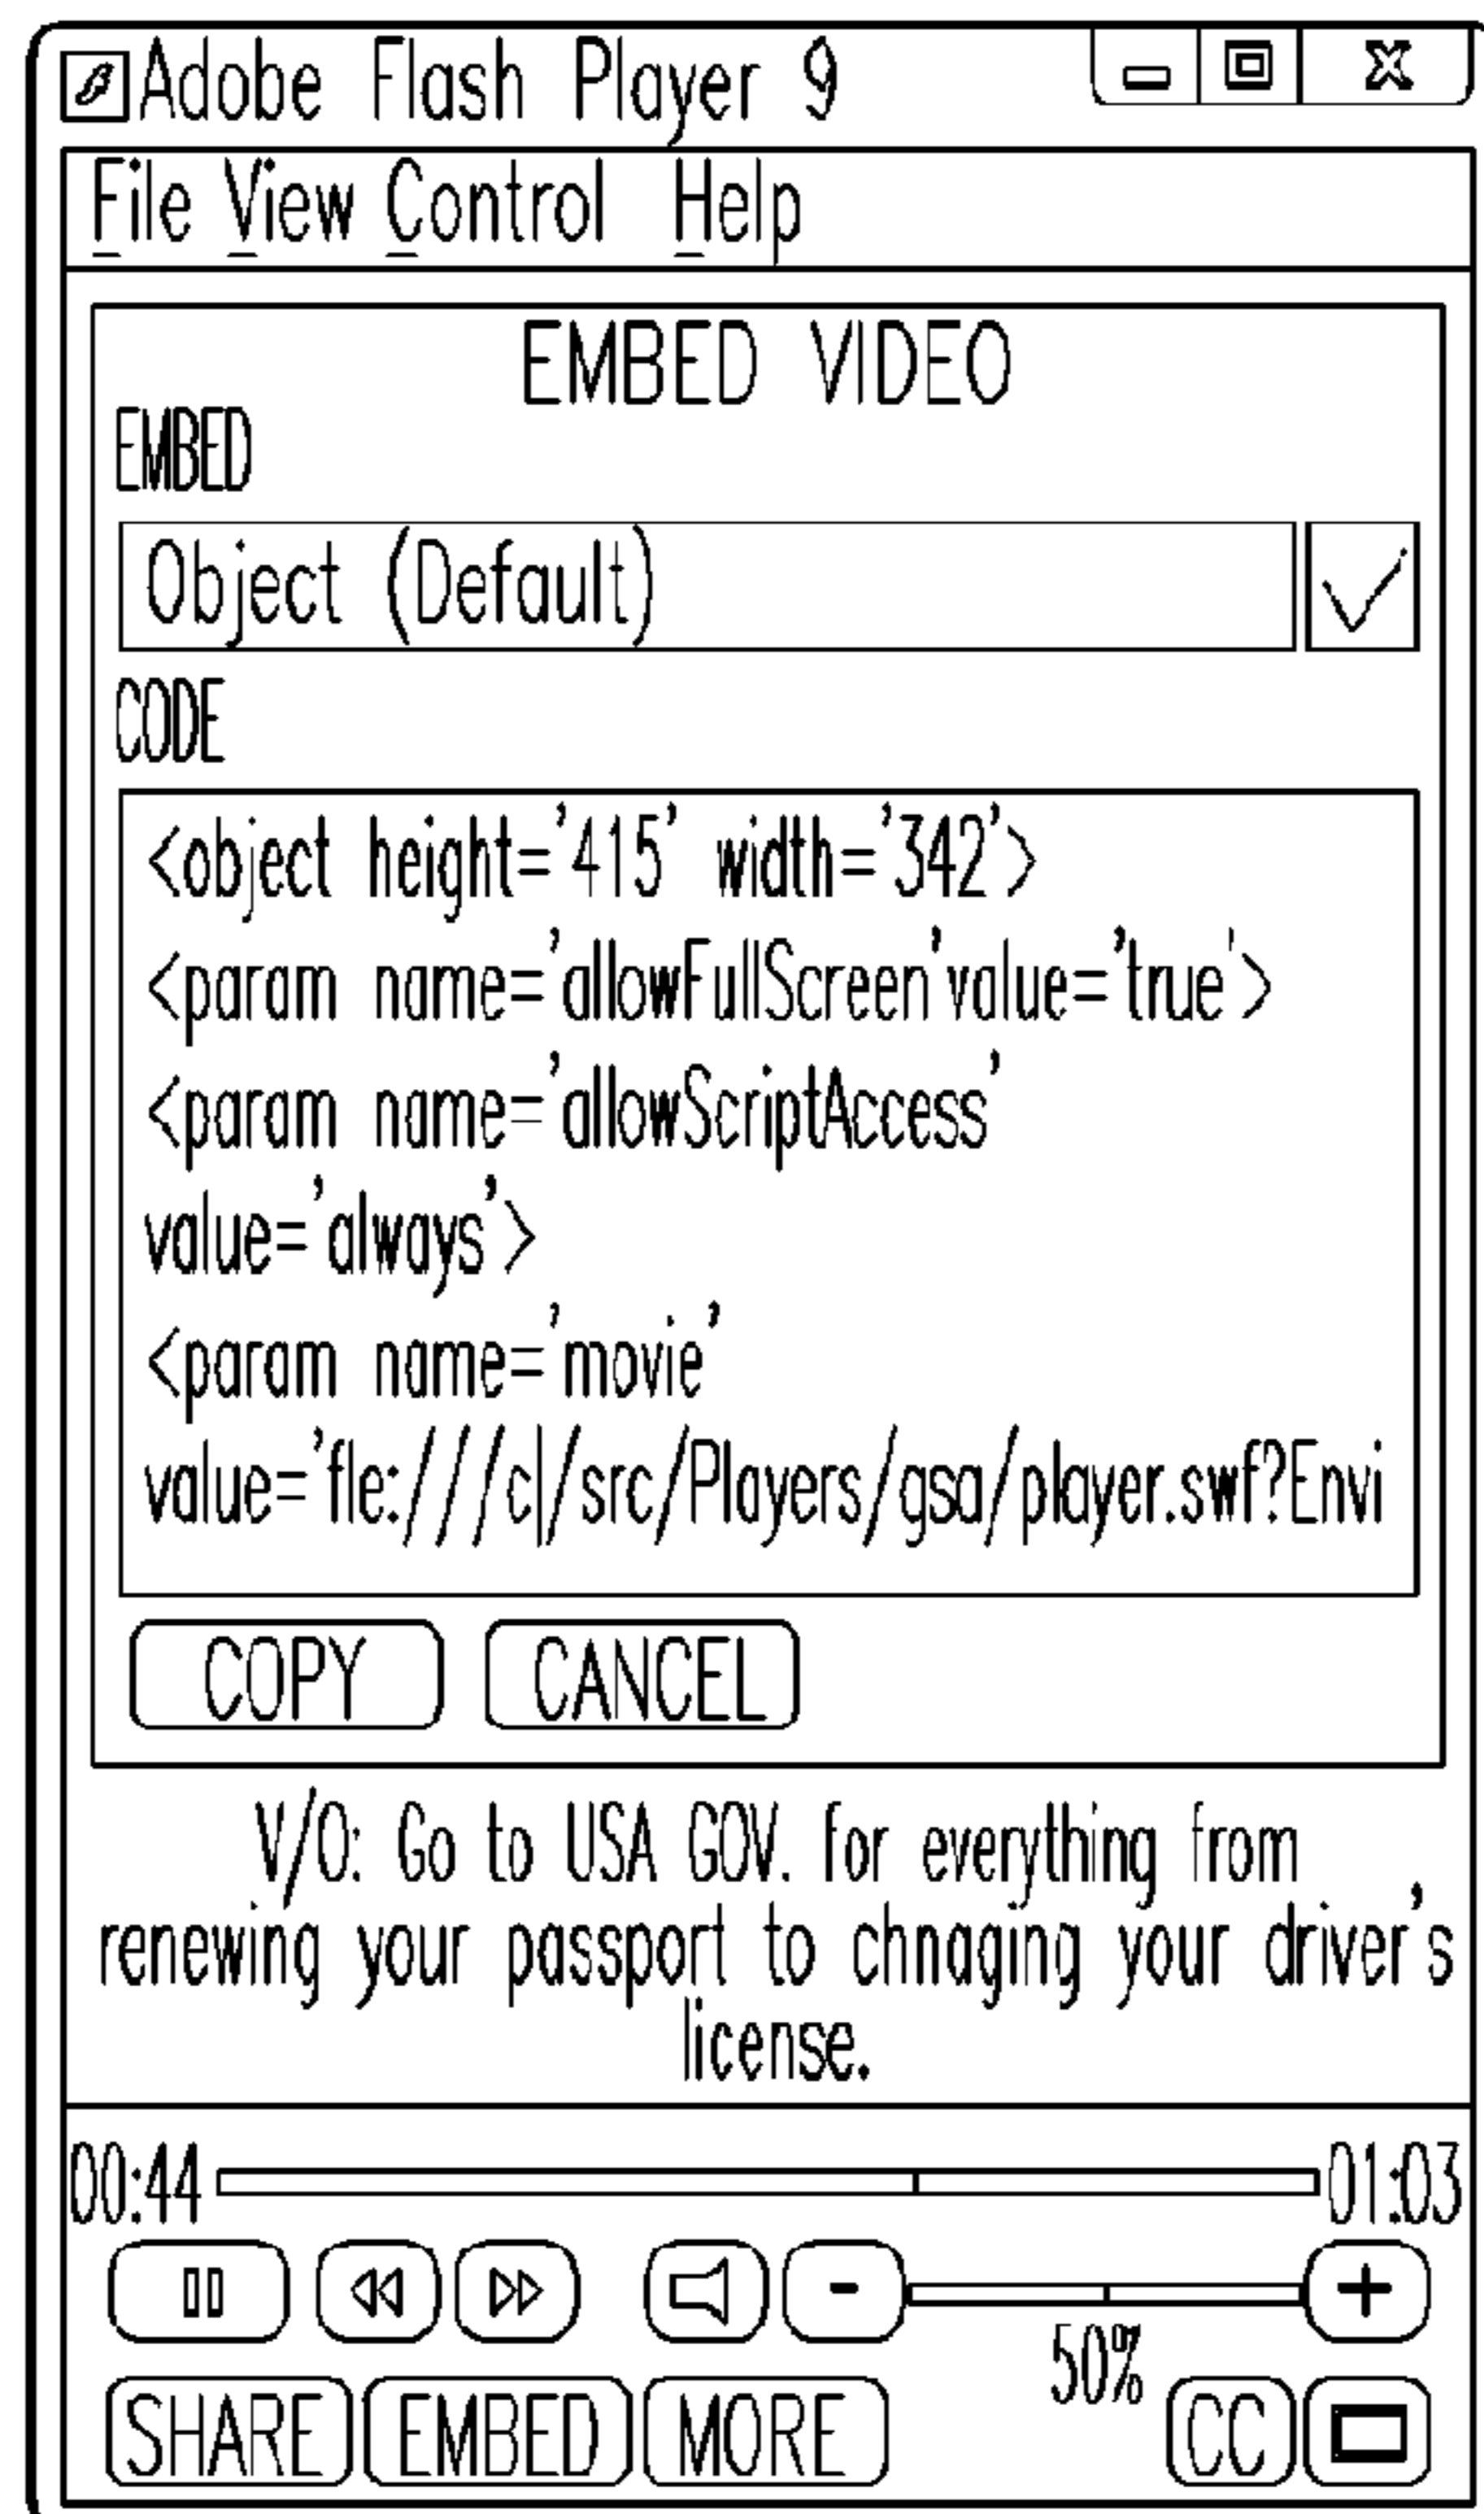 Adobe Flash Player 9
File View Control Help
EMBED VIDEO
EMBED
Object (Default)
CODE
<object height='415' width='342'>
<param name='allowFullScreen'value='true'>
<param name='allowScriptAccess'
value='always'>
<param name='movie'
value='fle:///c|/src/Players/gsa/player.swf?Envi
COPY CANCEL
V/O: Go to USA GOV. for everything from
renewing your passport to chnaging your driver's
license.
00:44 01:03
50%
SHARE EMBED MORE CC